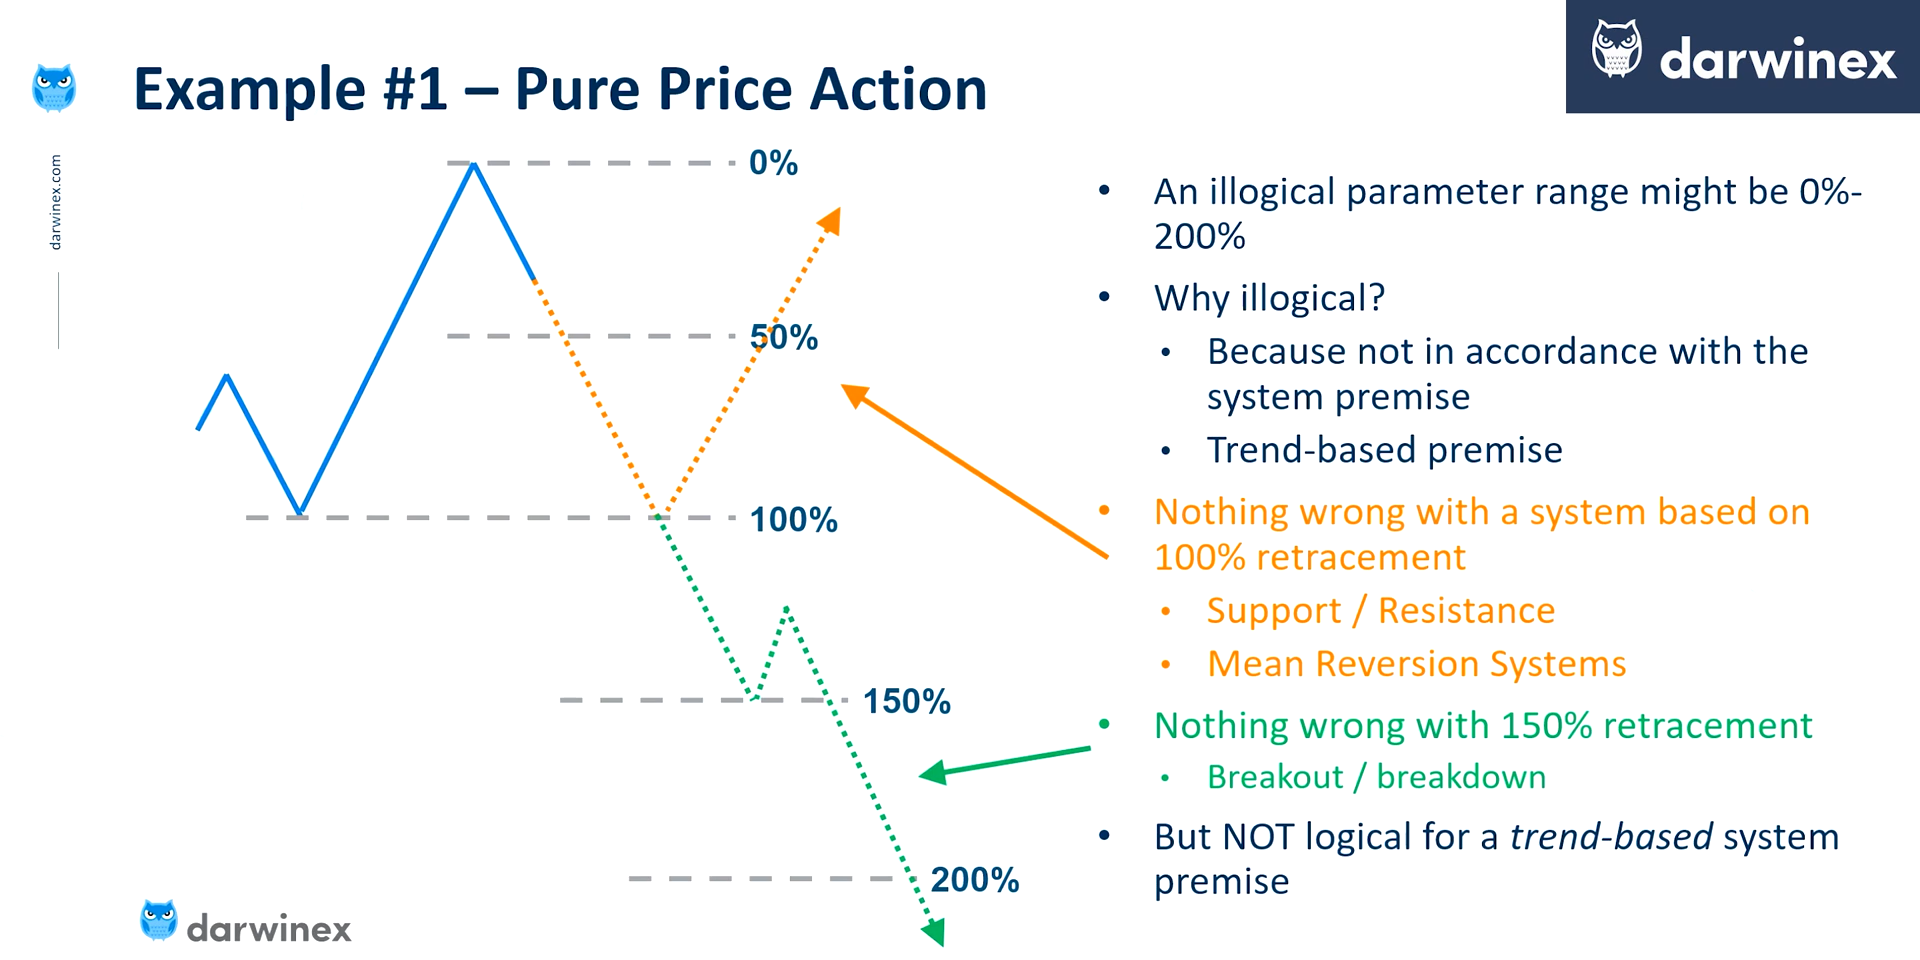 Example #1 – Pure Price Action
darwinex
darwinex.com
0%
50%
100%
150%
200%
• An illogical parameter range might be 0%-
200%
• Why illogical?
• Because not in accordance with the
system premise
• Trend-based premise
• Nothing wrong with a system based on
100% retracement
• Support / Resistance
• Mean Reversion Systems
• Nothing wrong with 150% retracement
• Breakout / breakdown
• But NOT logical for a trend-based system
premise
darwinex